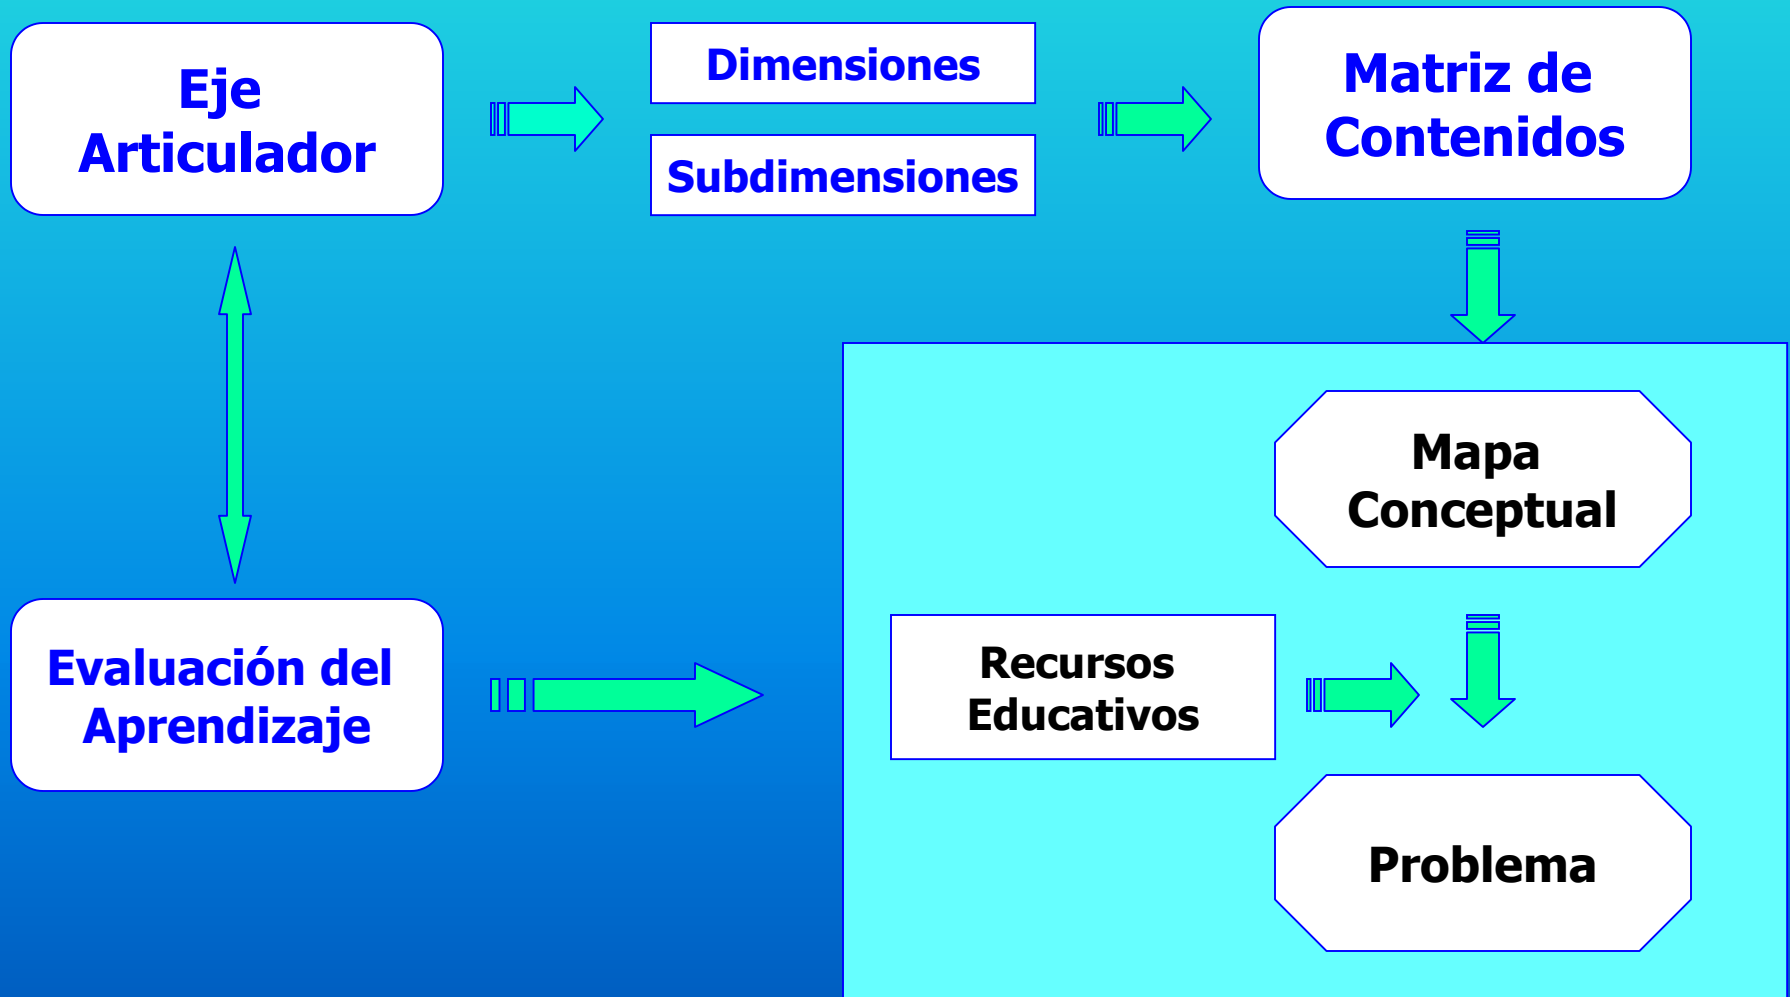 Eje
Articulador
Dimensiones
Subdimensiones
Matriz de
Contenidos
Mapa
Conceptual
Evaluación del
Aprendizaje
Recursos
Educativos
Problema